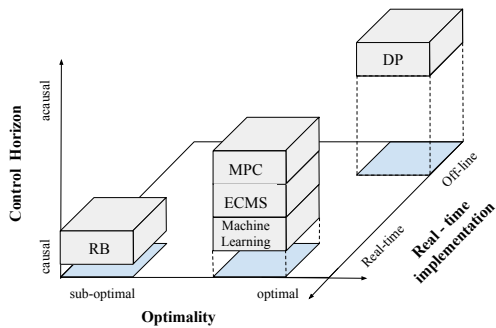 DP
acausal
Control Horizon
MPC
ECMS
Machine
Learning
RB
causal
Off-line
Real-time
Real - time
implementation
sub-optimal
optimal
Optimality